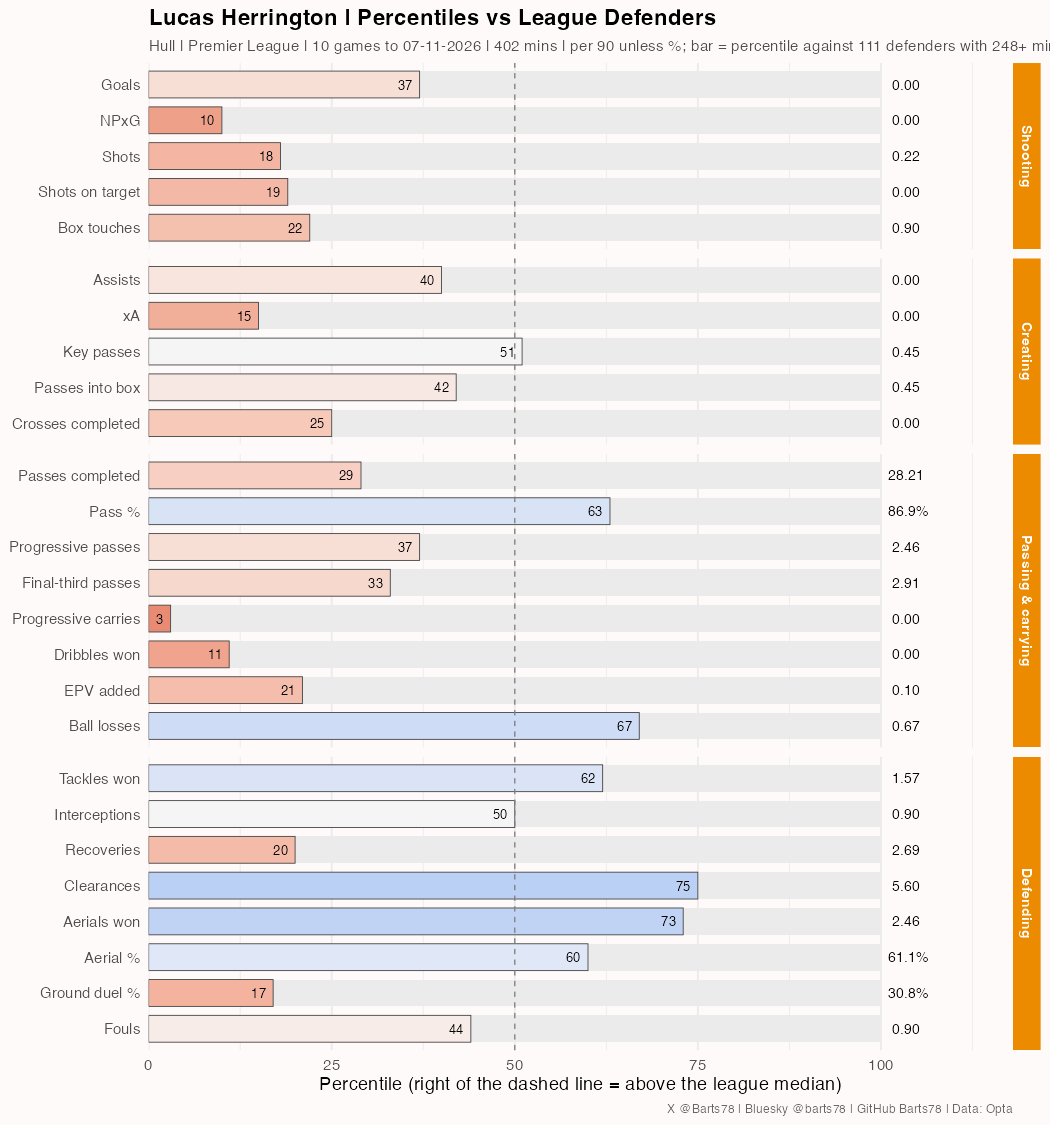 Lucas Herrington | Percentiles vs League Defenders
Hull | Premier League | 10 games to 07-11-2026 | 402 mins | per 90 unless %; bar = percentile against 111 defenders with 248+
Goals 37 0.00
NPxG 10 0.00
Shots 18 0.22
Shots on target 19 0.00
Box touches 22 0.90
Shooting
Assists 40 0.00
xA 15 0.00
Key passes 51 0.45
Passes into box 42 0.45
Crosses completed 25 0.00
Creating
Passes completed 29 28.21
Pass % 63 86.9%
Progressive passes 37 2.46
Final-third passes 33 2.91
Progressive carries 3 0.00
Dribbles won 11 0.00
EPV added 21 0.10
Ball losses 67 0.67
Passing & carrying
Tackles won 62 1.57
Interceptions 50 0.90
Recoveries 20 2.69
Clearances 75 5.60
Aerials won 73 2.46
Aerial % 60 61.1%
Ground duel % 17 30.8%
Fouls 44 0.90
Defending
0 25 50 75 100
Percentile (right of the dashed line = above the league median)
X @Barts78 | Bluesky @barts78 | GitHub Barts78 | Data: Opta